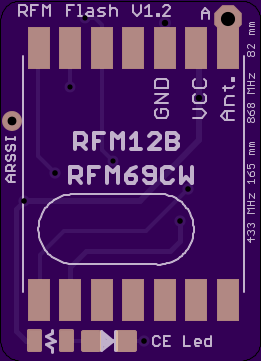 RFM Flash V1.2
A
GND
VCC
Ant.
868 MHz 82 mm
433 MHz 165 mm
ARSSI
RFM12B
RFM69CW
CE Led